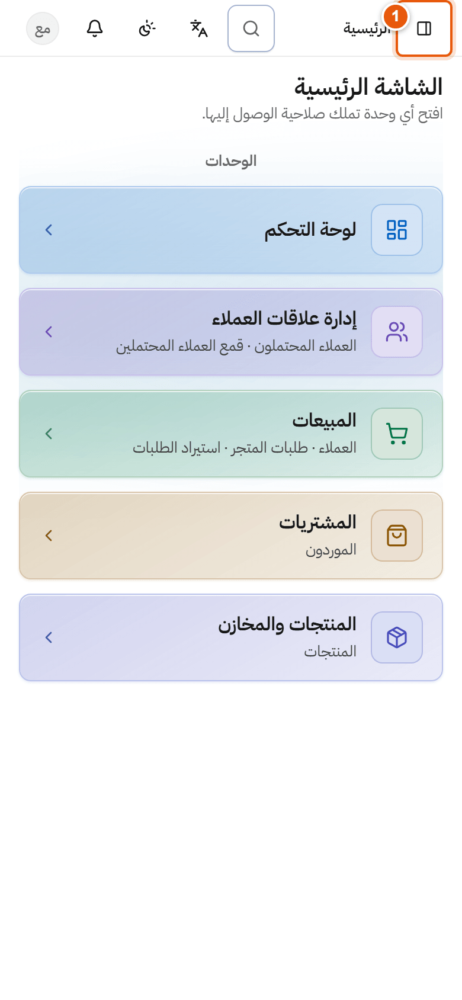 1
الرئيسية
مع
الشاشة الرئيسية
افتح أي وحدة تملك صلاحية الوصول إليها.
الوحدات
لوحة التحكم
إدارة علاقات العملاء
العملاء المحتملون · قمع العملاء المحتملين
المبيعات
العملاء · طلبات المتجر · استيراد الطلبات
المشتريات
الموردون
المنتجات والمخازن
المنتجات